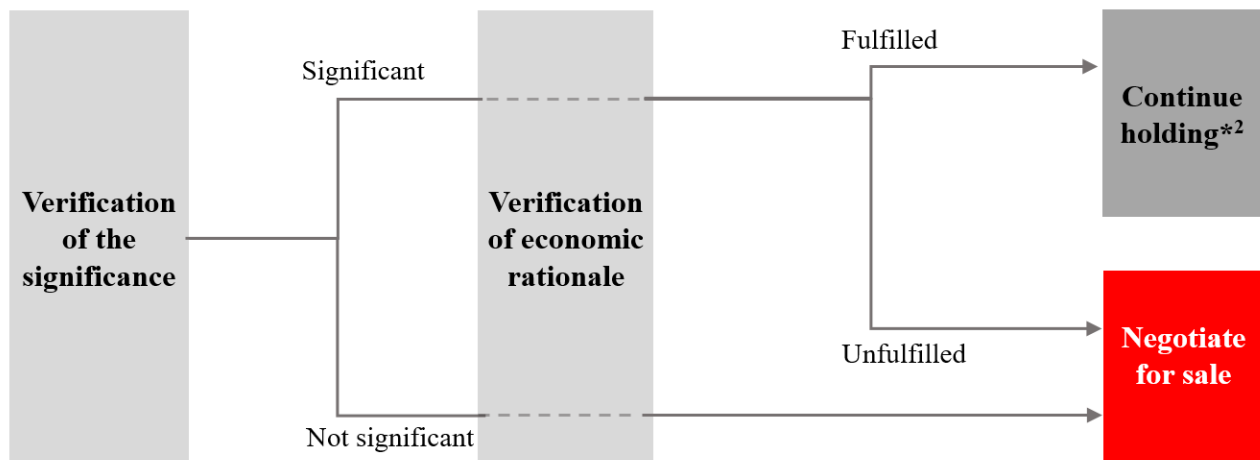 Verification
of the
significance
Significant
Not significant
Verification
of economic
rationale
Fulfilled
Unfulfilled
Continue
holding*²
Negotiate
for sale